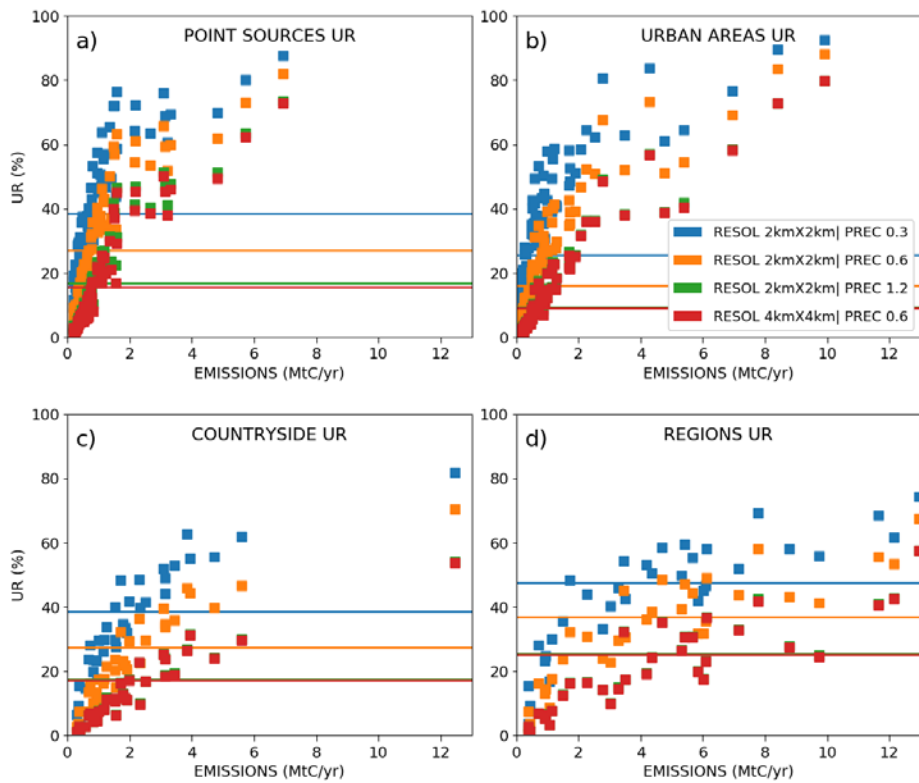 a) POINT SOURCES UR
100
80
60
40
20
0
UR (%)
0 2 4 6 8 10 12
EMISSIONS (MtC/yr)
b) URBAN AREAS UR
100
80
60
40
20
0
RESOL 2kmX2km| PREC 0.3
RESOL 2kmX2km| PREC 0.6
RESOL 2kmX2km| PREC 1.2
RESOL 4kmX4km| PREC 0.6
0 2 4 6 8 10 12
EMISSIONS (MtC/yr)
c) COUNTRYSIDE UR
100
80
60
40
20
0
UR (%)
0 2 4 6 8 10 12
EMISSIONS (MtC/yr)
d) REGIONS UR
100
80
60
40
20
0
0 2 4 6 8 10 12
EMISSIONS (MtC/yr)